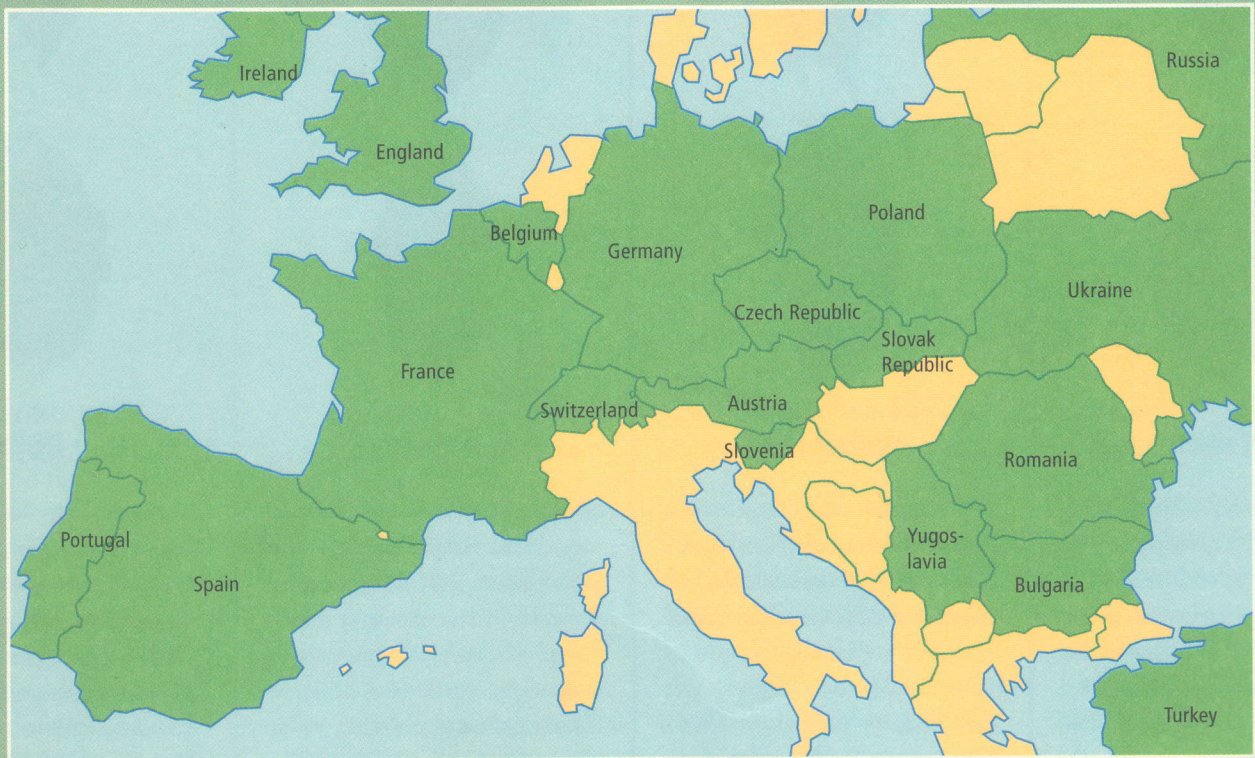 Ireland
Russia
England
Poland
Belgium
Germany
Ukraine
Czech Republic
Slovak
Republic
France
Austria
Switzerland
Slovenia
Romania
Portugal
Yugos-
lavia
Spain
Bulgaria
Turkey